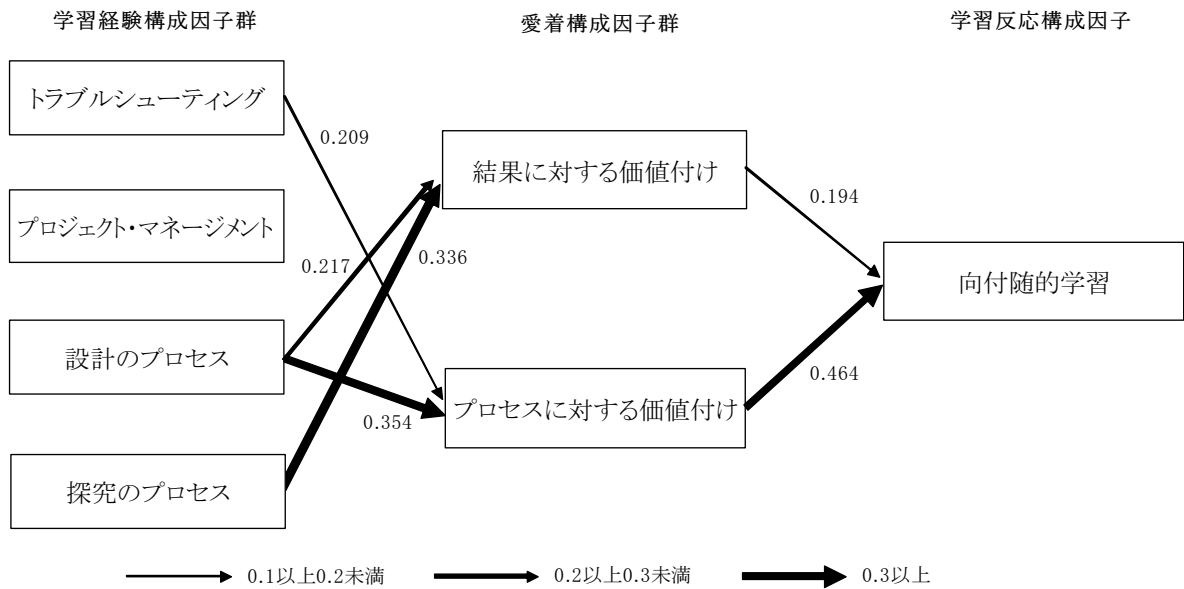 学習経験構成因子群
愛着構成因子群
学習反応構成因子
トラブルシューティング
プロジェクト・マネージメント
設計のプロセス
探究のプロセス
0.209
0.217
0.336
0.354
結果に対する価値付け
プロセスに対する価値付け
0.194
0.464
向付随的学習
0.1以上0.2未満
0.2以上0.3未満
0.3以上